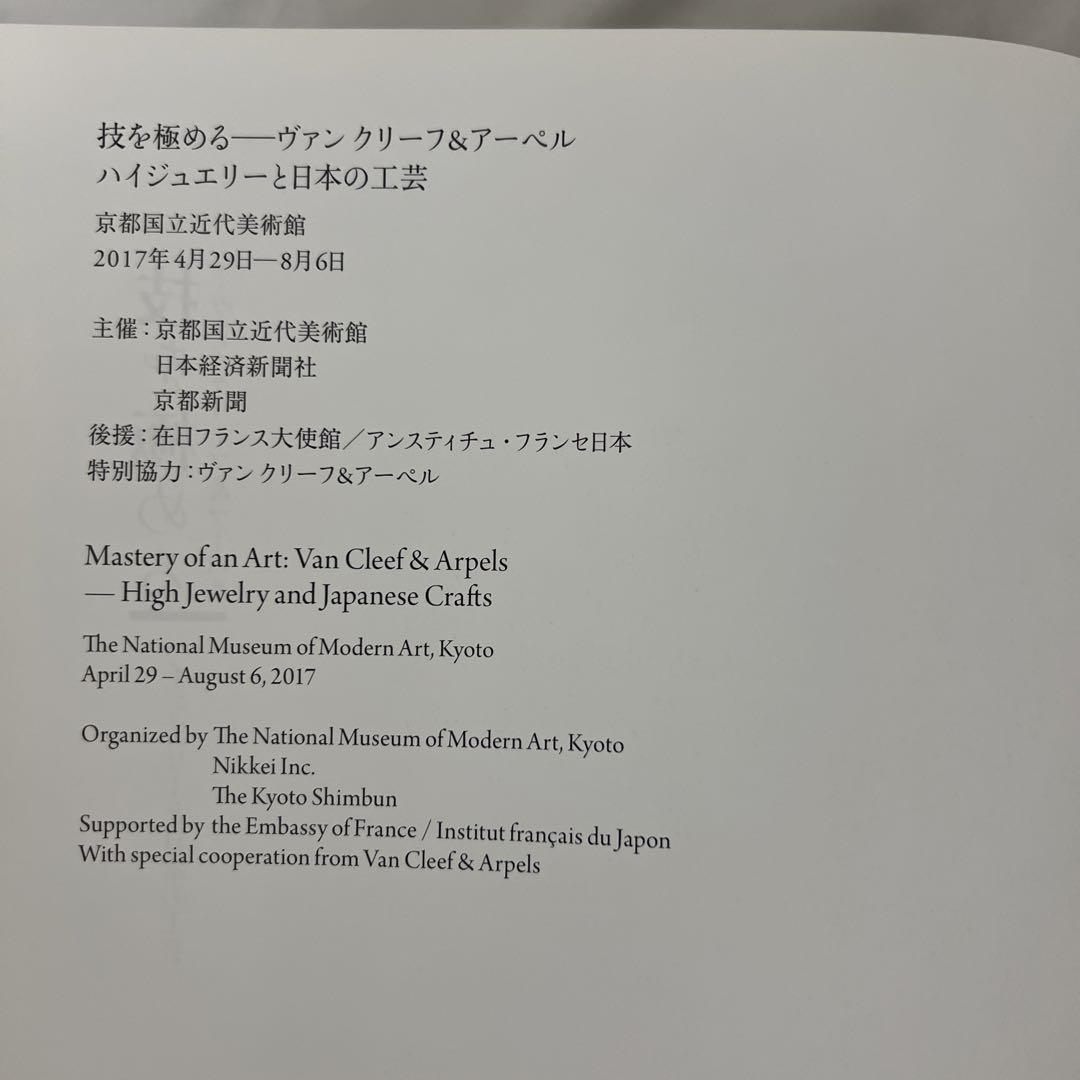 技を極める──ヴァン クリーフ&アーペル
ハイジュエリーと日本の工芸
京都国立近代美術館
2017年4月29日—8月6日
主催：京都国立近代美術館
日本経済新聞社
京都新聞
後援：在日フランス大使館／アンスティチュ・フランセ日本
特別協力：ヴァン クリーフ&アーペル
Mastery of an Art: Van Cleef & Arpels
— High Jewelry and Japanese Crafts
The National Museum of Modern Art, Kyoto
April 29 – August 6, 2017
Organized by The National Museum of Modern Art, Kyoto
Nikkei Inc.
The Kyoto Shimbun
Supported by the Embassy of France / Institut français du Japon
With special cooperation from Van Cleef & Arpels